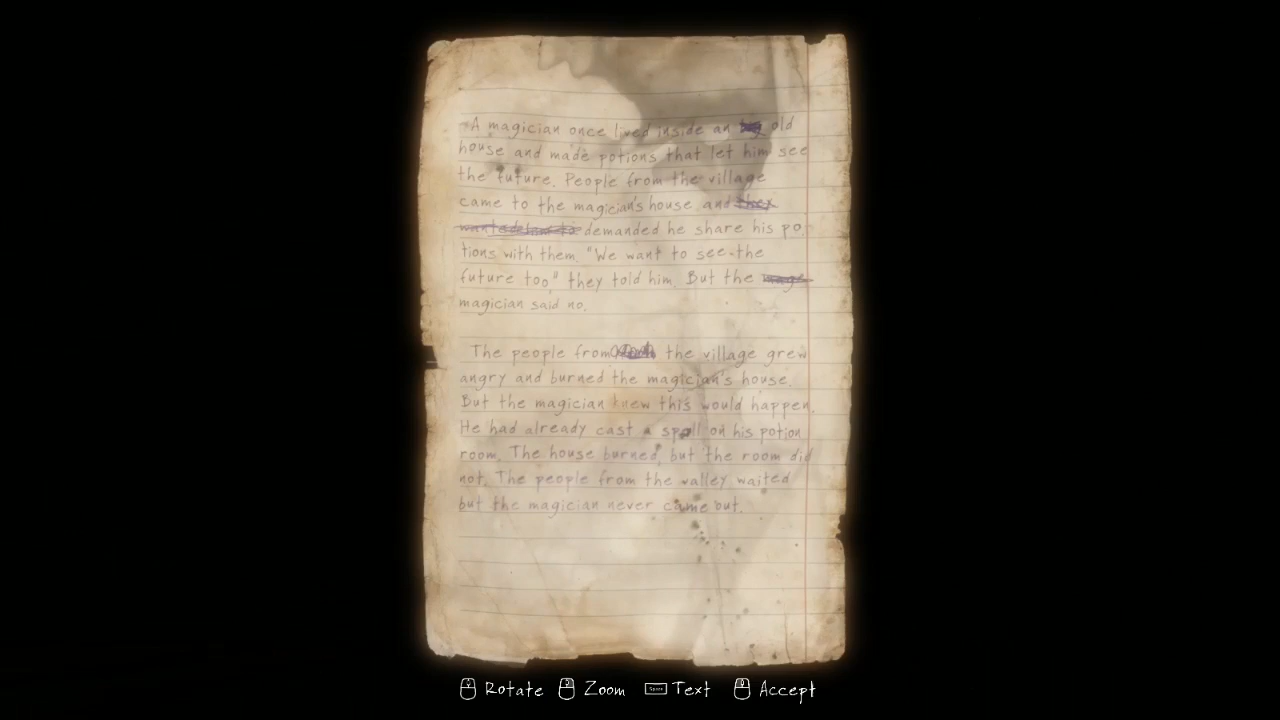 A magician once lived inside an old
house and made potions that let him see
the future. People from the village
came to the magician's house and they
wanted him to demanded he share his po
tions with them. "We want to see the
future too" they told him. But the mage
magician said no.
The people from the village grew
angry and burned the magician's house.
But the magician knew this would happen.
He had already cast a spell on his potion
room. The house burned, but the room did
not. The people from the valley waited
but the magician never came out.
Rotate Zoom Text Accept